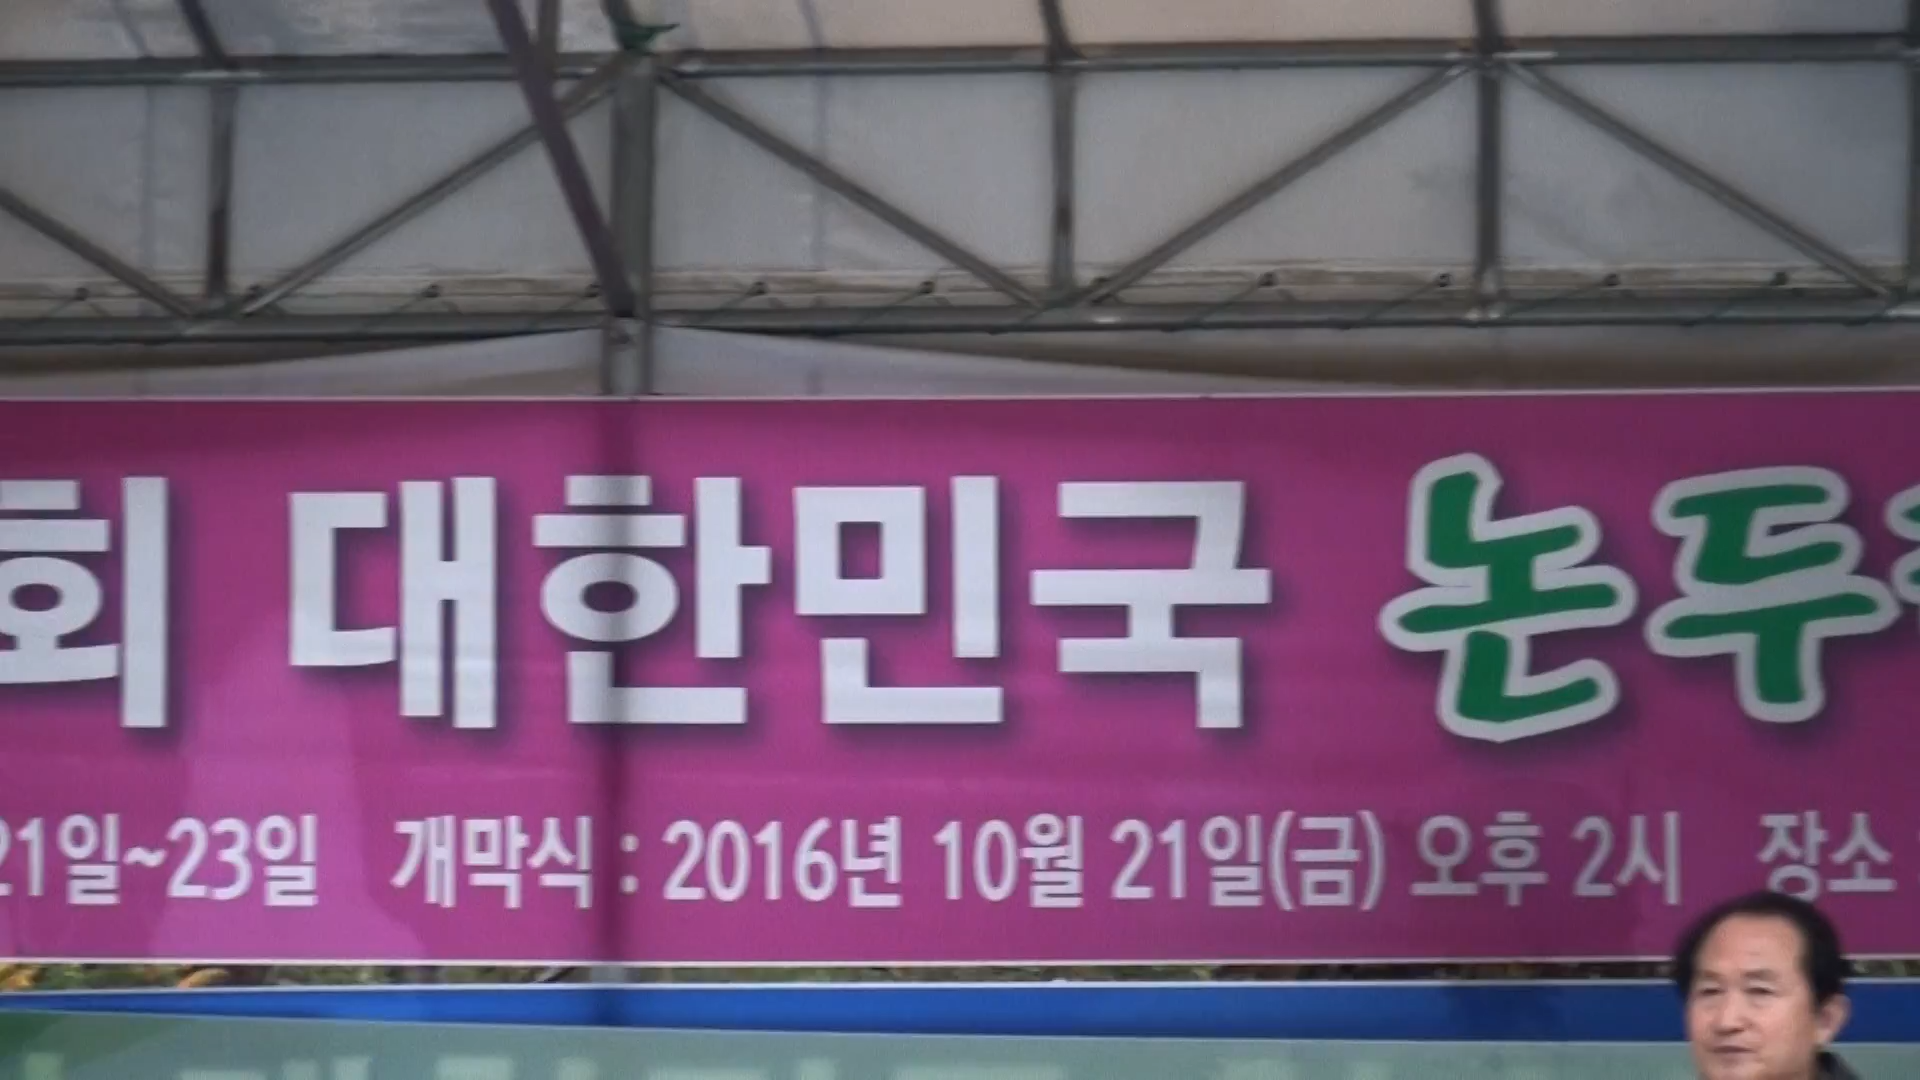 회 대한민국 논두
21일~23일 개막식 : 2016년 10월 21일(금) 오후 2시 장소